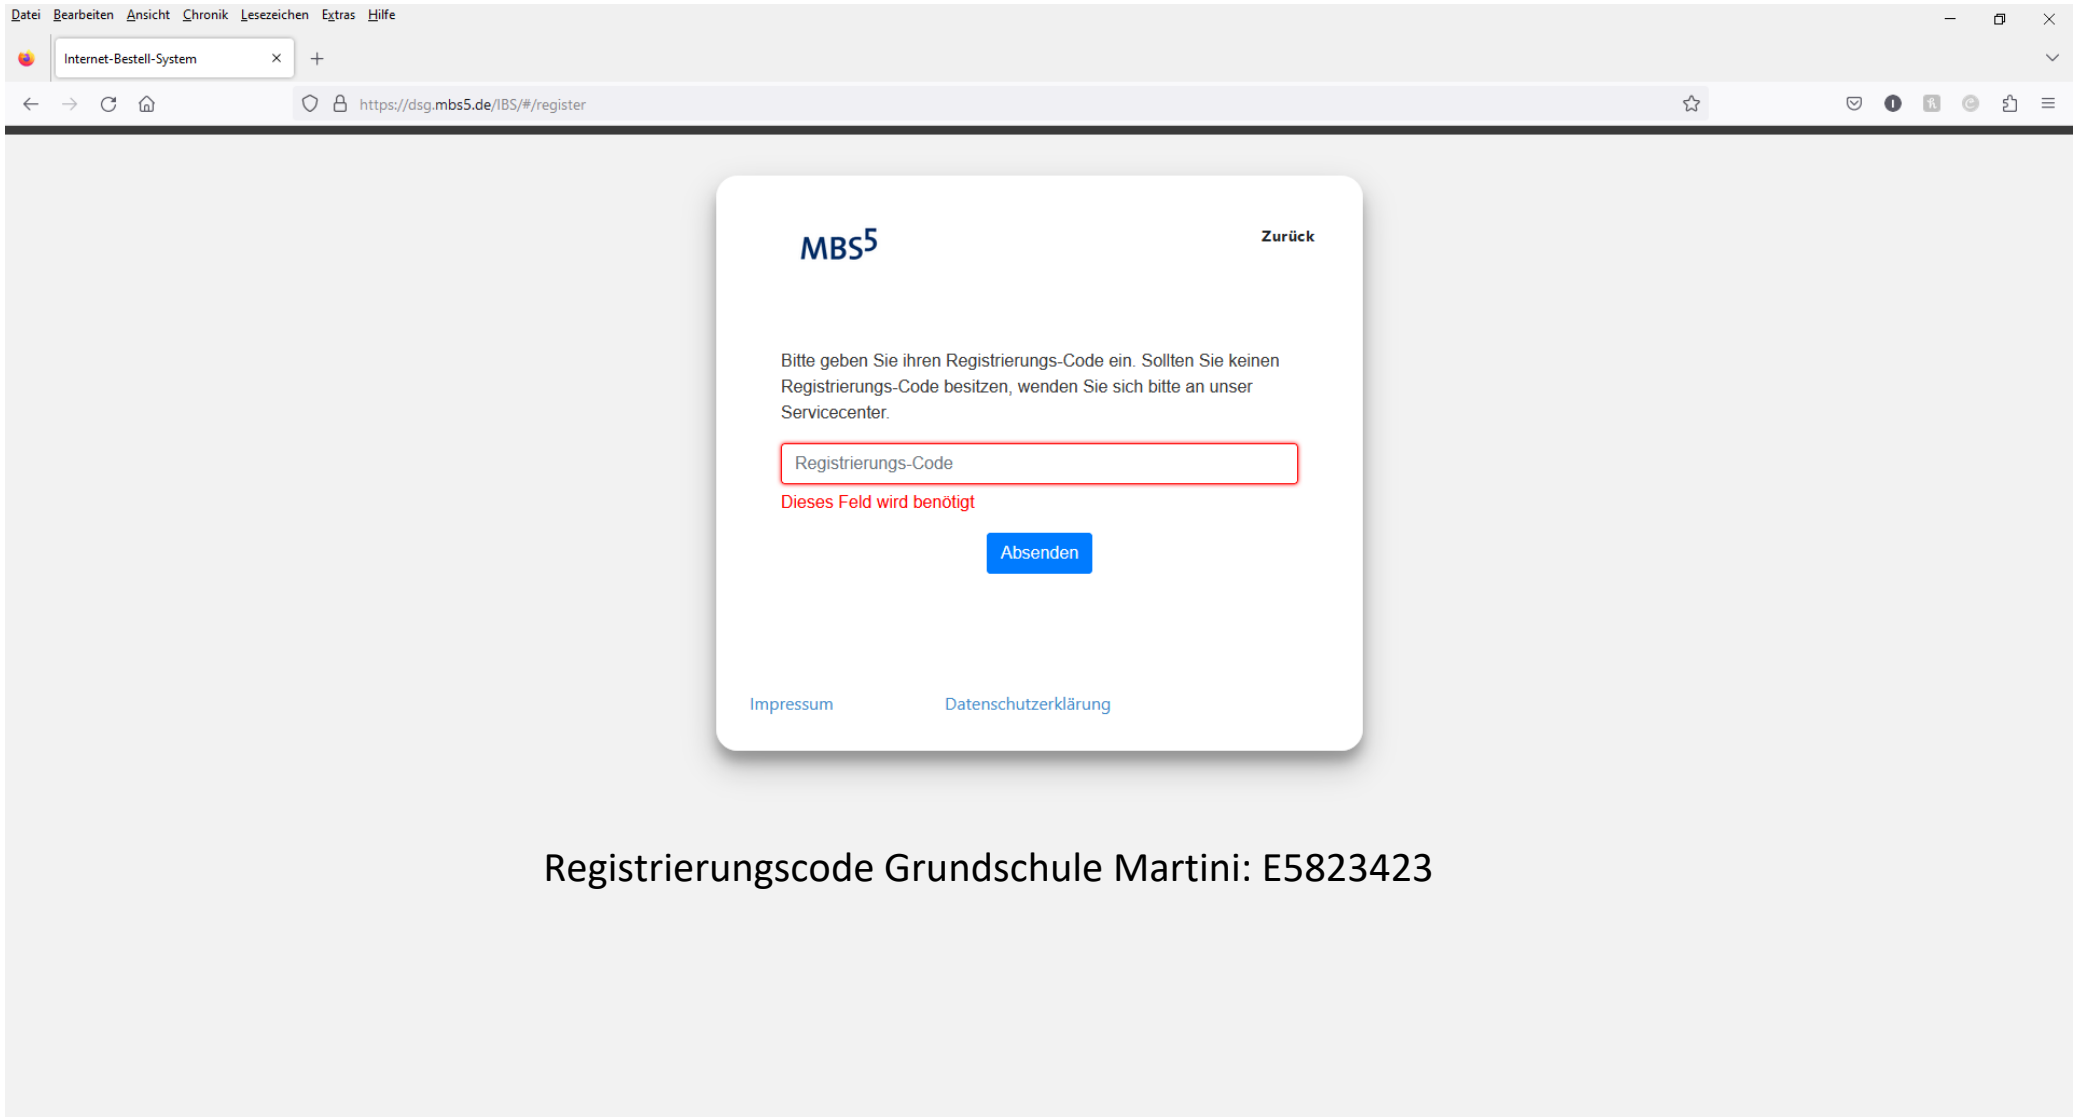 Datei Bearbeiten Ansicht Chronik Lesezeichen Extras Hilfe
Internet-Bestell-System
https://dsg.mbs5.de/IBS/#/register
MBS5
Zurück
Bitte geben Sie ihren Registrierungs-Code ein. Sollten Sie keinen
Registrierungs-Code besitzen, wenden Sie sich bitte an unser
Servicecenter.
Registrierungs-Code
Dieses Feld wird benötigt
Absenden
Impressum Datenschutzerklärung
Registrierungscode Grundschule Martini: E5823423